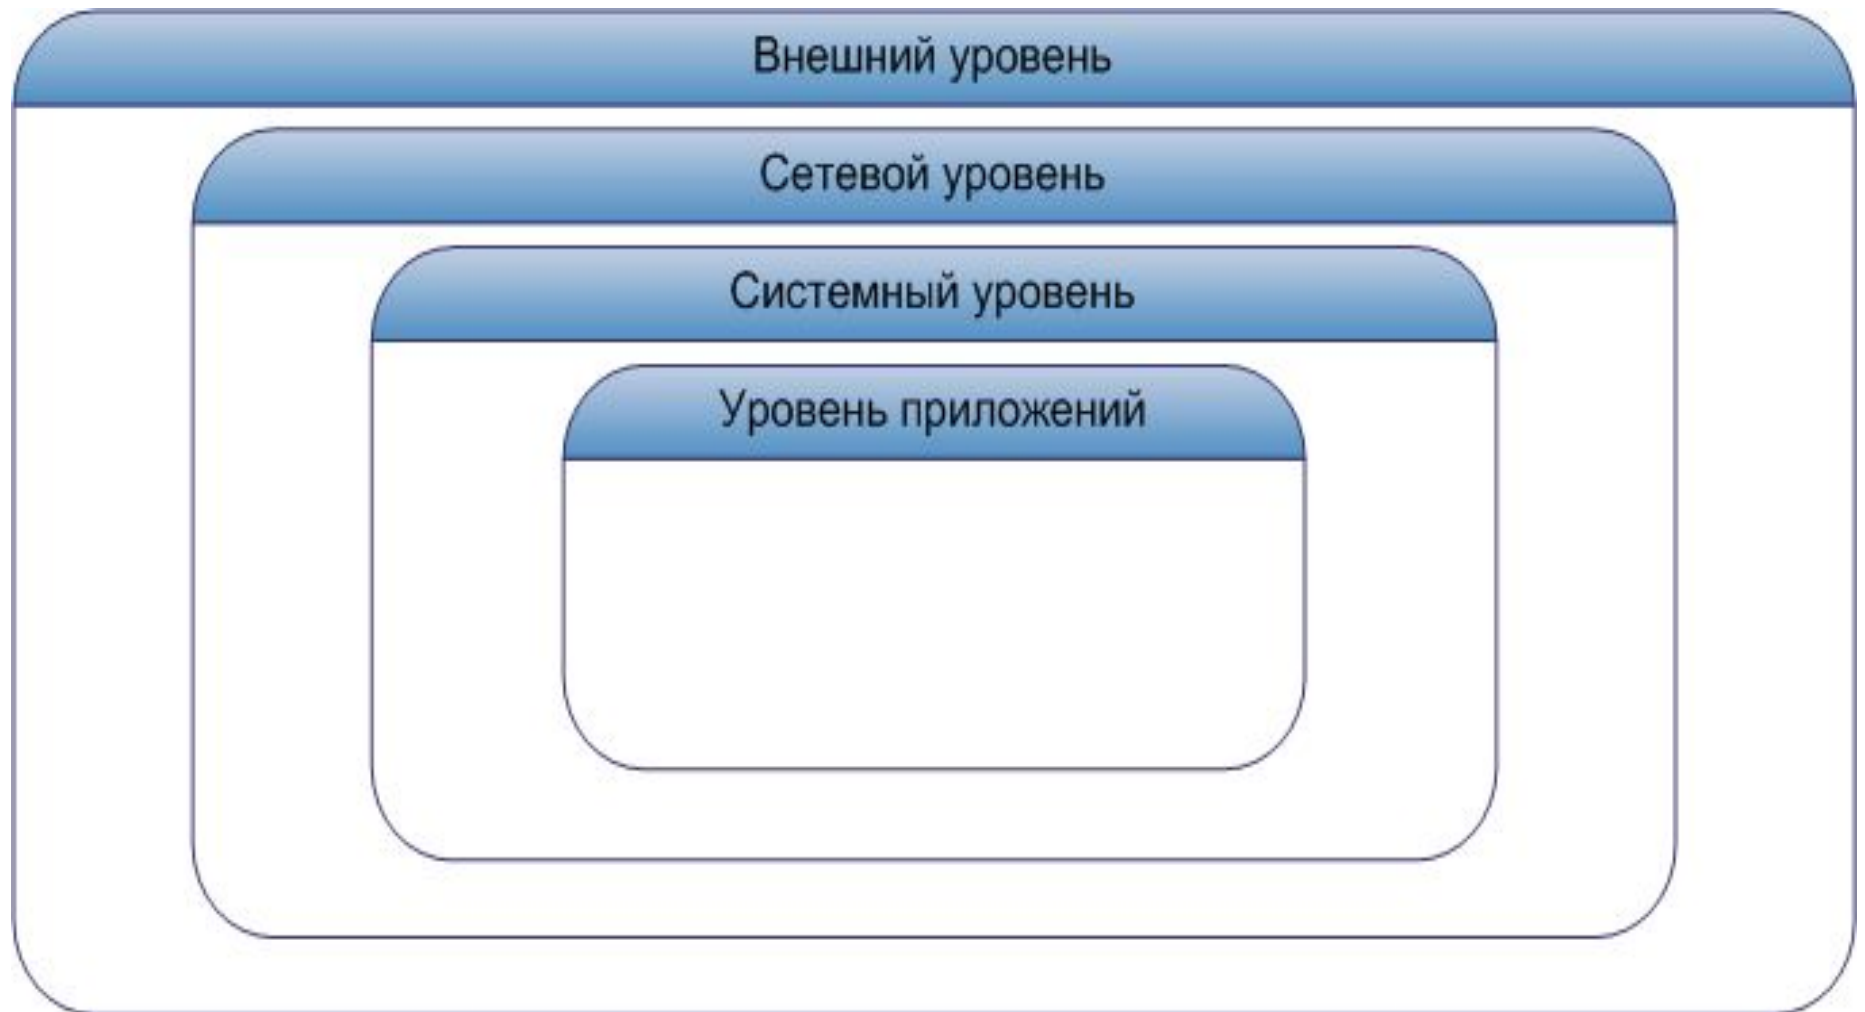 Внешний уровень
Сетевой уровень
Системный уровень
Уровень приложений